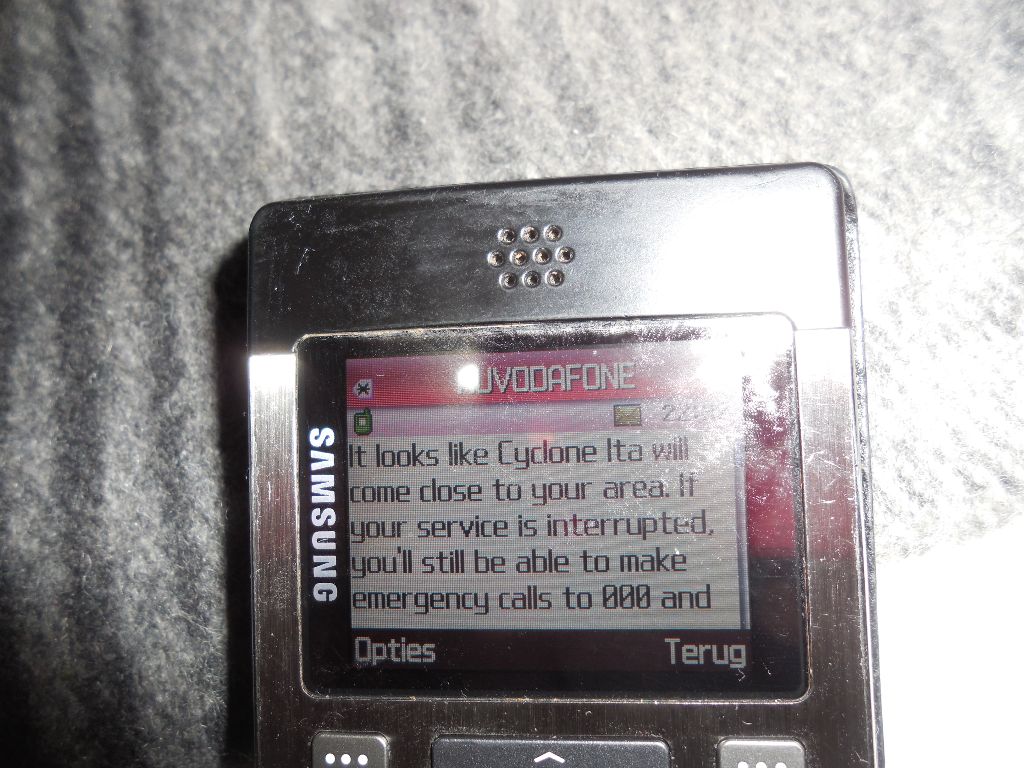 VODAFONE
It looks like Cyclone Ita will
come close to your area. If
your service is interrupted,
you'll still be able to make
emergency calls to 000 and
Opties Terug
SAMSUNG